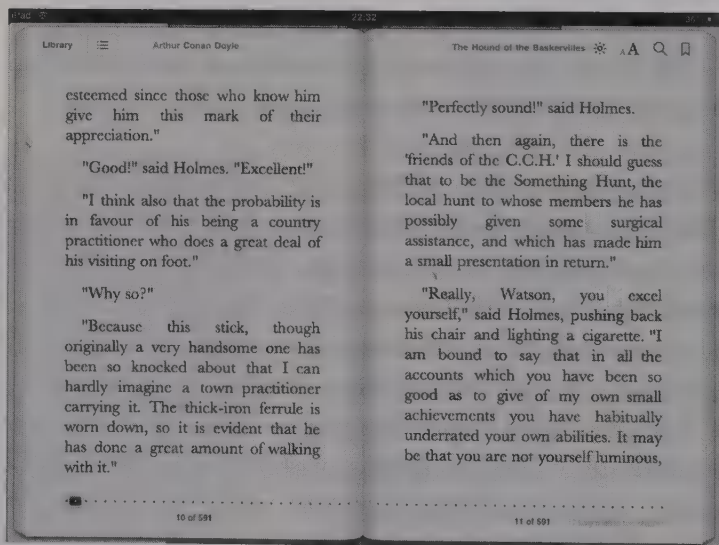 iPad
22:32
Library
Arthur Conan Doyle
The Hound of the Baskervilles
AA
esteemed since those who know him
give him this mark of their
appreciation."
"Good!" said Holmes. "Excellent!"
"I think also that the probability is
in favour of his being a country
practitioner who does a great deal of
his visiting on foot."
"Why so?"
"Because this stick, though
originally a very handsome one has
been so knocked about that I can
hardly imagine a town practitioner
carrying it. The thick-iron ferrule is
worn down, so it is evident that he
has done a great amount of walking
with it."
10 of 591
"Perfectly sound!" said Holmes.
"And then again, there is the
'friends of the C.C.H.' I should guess
that to be the Something Hunt, the
local hunt to whose members he has
possibly given some surgical
assistance, and which has made him
a small presentation in return."
"Really, Watson, you excel
yourself," said Holmes, pushing back
his chair and lighting a cigarette. "I
am bound to say that in all the
accounts which you have been so
good as to give of my own small
achievements you have habitually
underrated your own abilities. It may
be that you are not yourself luminous,
11 of 591